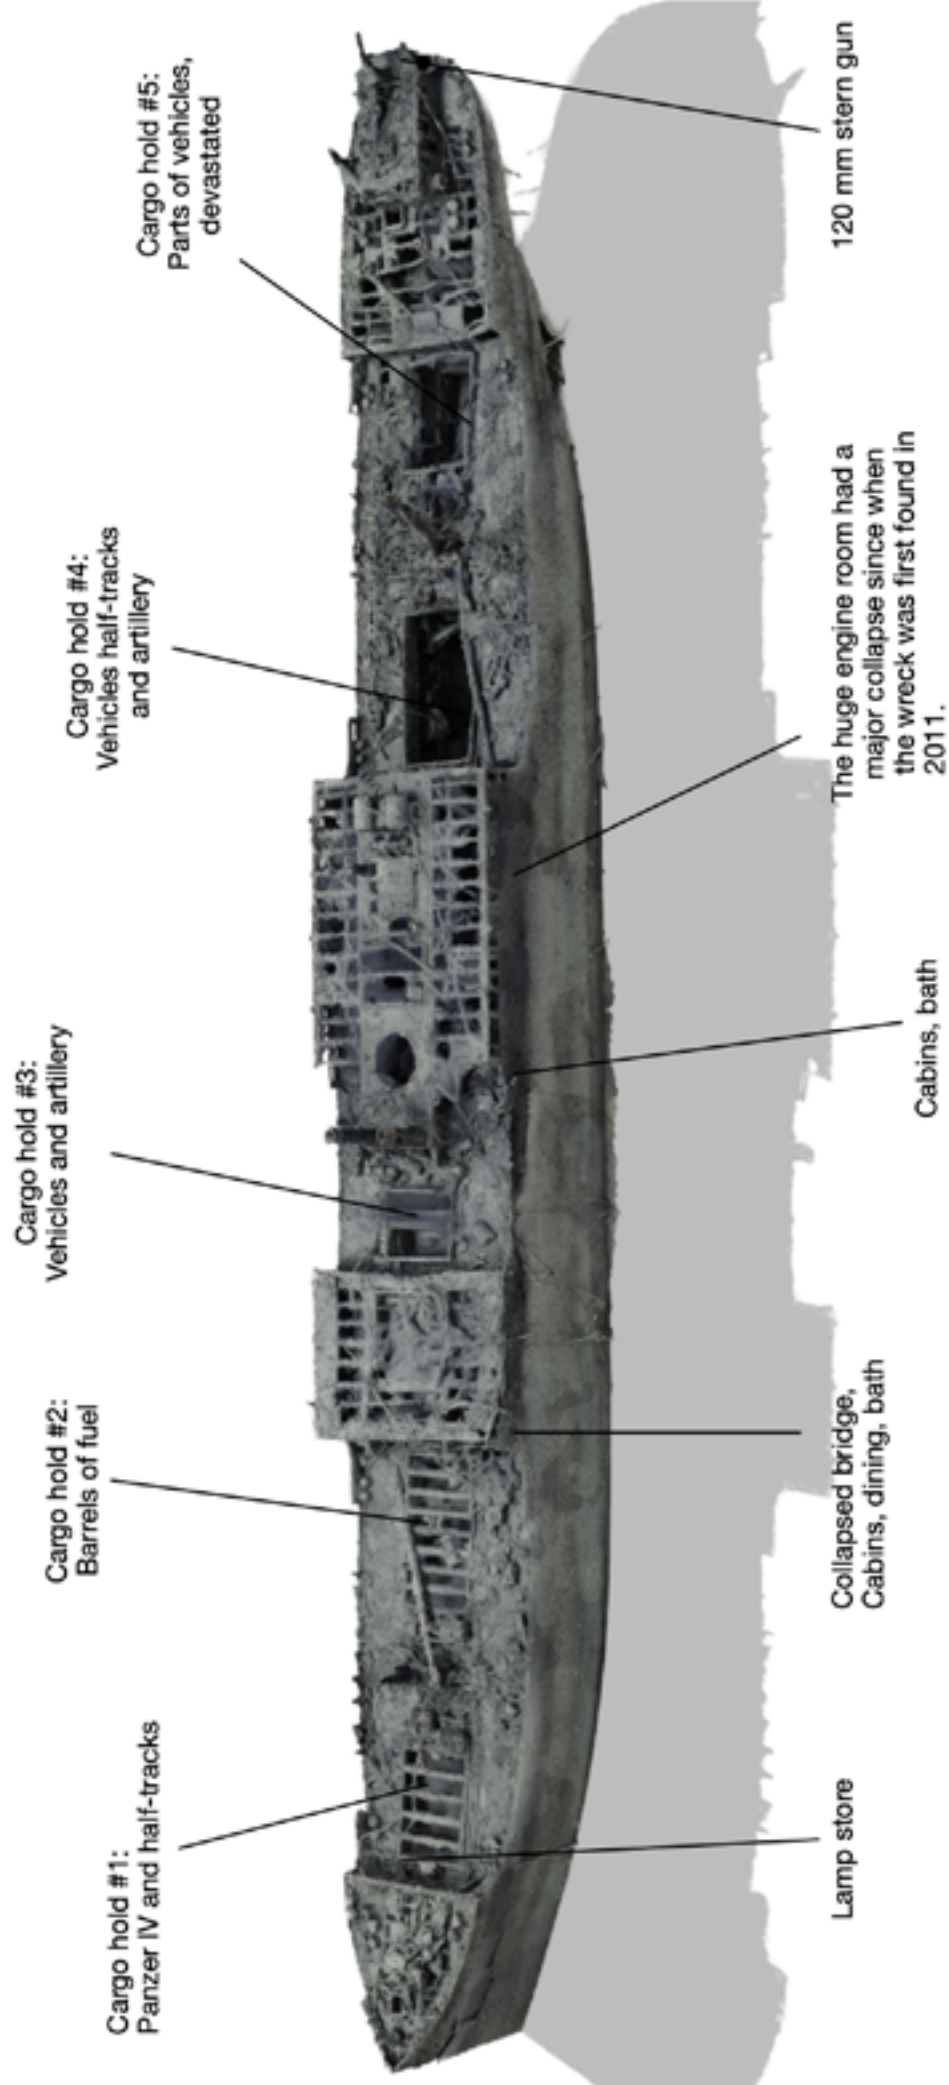 Cargo hold #1:
Panzer IV and half-tracks
Cargo hold #2:
Barrels of fuel
Cargo hold #3:
Vehicles and artillery
Cargo hold #4:
Vehicles half-tracks
and artillery
Cargo hold #5:
Parts of vehicles,
devastated
Lamp store
Collapsed bridge,
Cabins, dining, bath
Cabins, bath
The huge engine room had a
major collapse since when
the wreck was first found in
2011.
120 mm stern gun